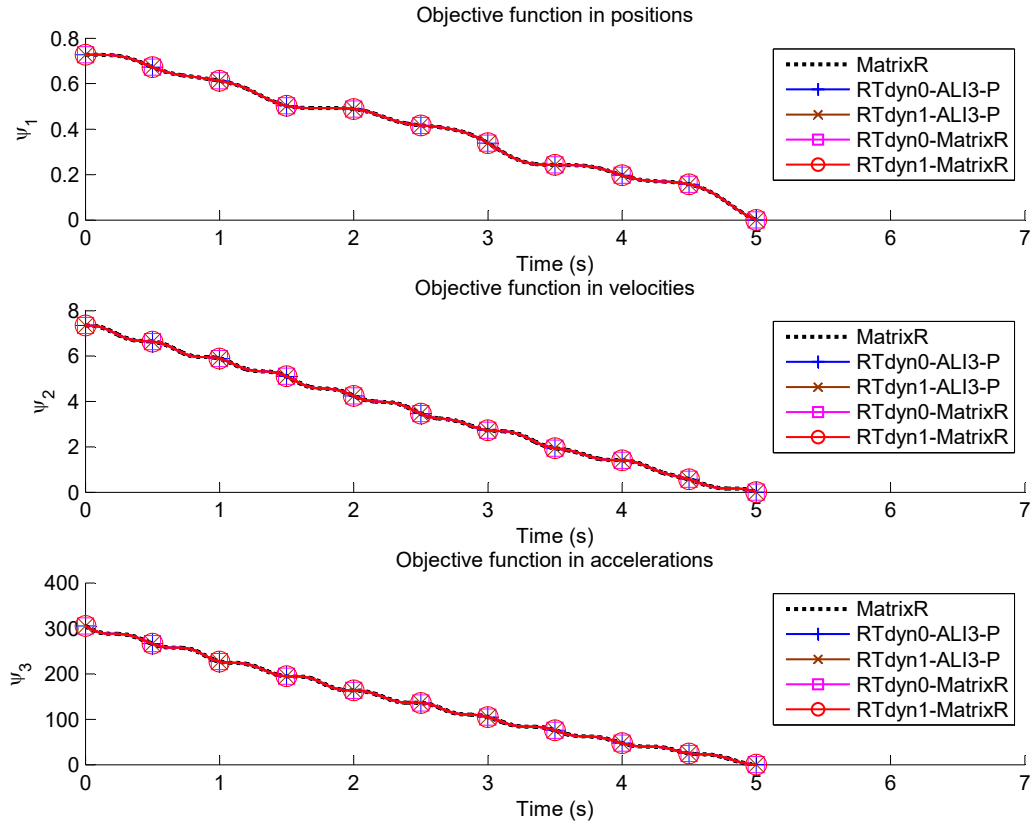 Objective function in positions
0.8
0.6
0.4
0.2
0
ψ1
0 1 2 3 4 5 6 7
Time (s)
MatrixR
RTdyn0-ALI3-P
RTdyn1-ALI3-P
RTdyn0-MatrixR
RTdyn1-MatrixR
Objective function in velocities
8
6
4
2
0
ψ2
0 1 2 3 4 5 6 7
Time (s)
MatrixR
RTdyn0-ALI3-P
RTdyn1-ALI3-P
RTdyn0-MatrixR
RTdyn1-MatrixR
Objective function in accelerations
400
300
200
100
0
ψ3
0 1 2 3 4 5 6 7
Time (s)
MatrixR
RTdyn0-ALI3-P
RTdyn1-ALI3-P
RTdyn0-MatrixR
RTdyn1-MatrixR